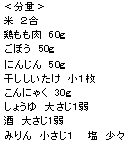 ＜分量＞
米　２合
鶏もも肉　60g
ごぼう　50g
にんじん　50g
干ししいたけ　小１枚
こんにゃく　30g
しょうゆ　大さじ1弱
酒　大さじ1弱
みりん　小さじ1　塩　少々